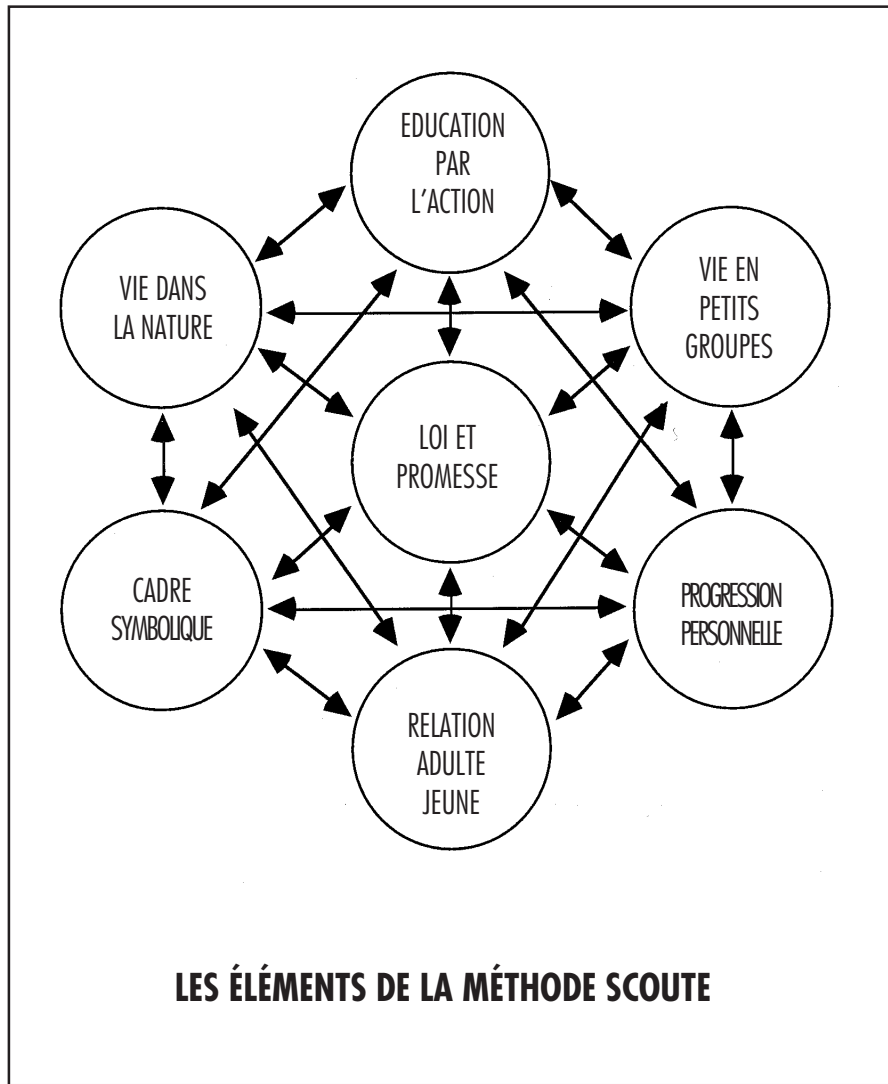 EDUCATION
PAR
L'ACTION
VIE DANS
LA NATURE
VIE EN
PETITS
GROUPES
LOI ET
PROMESSE
CADRE
SYMBOLIQUE
PROGRESSION
PERSONNELLE
RELATION
ADULTE
JEUNE
LES ÉLÉMENTS DE LA MÉTHODE SCOUTE